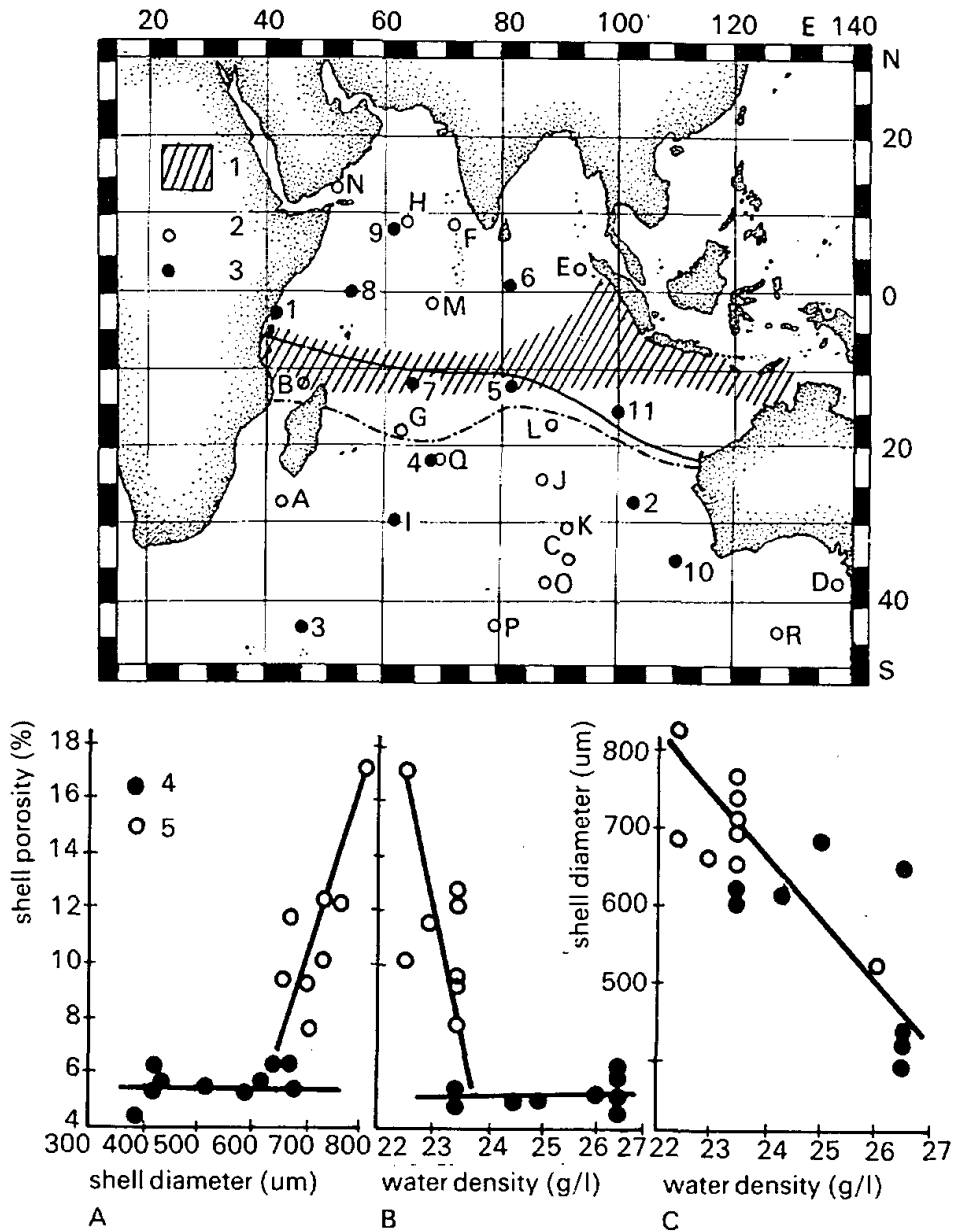 20 40 60 80 100 120 E 140
N
20
0
20
40
S
1
2
3
N
H
9
F
E
6
8
M
1
B
7
5
11
G
L
4 Q
J
A
2
I
K
C
10
O
D
3
P
R
shell porosity (%)
18
16
14
12
10
8
6
4
4
5
300 400 500 600 700 800
shell diameter (um)
A
B
22 23 24 25 26 27
water density (g/l)
B
C
shell diameter (um)
800
700
600
500
22 23 24 25 26 27
water density (g/l)
C